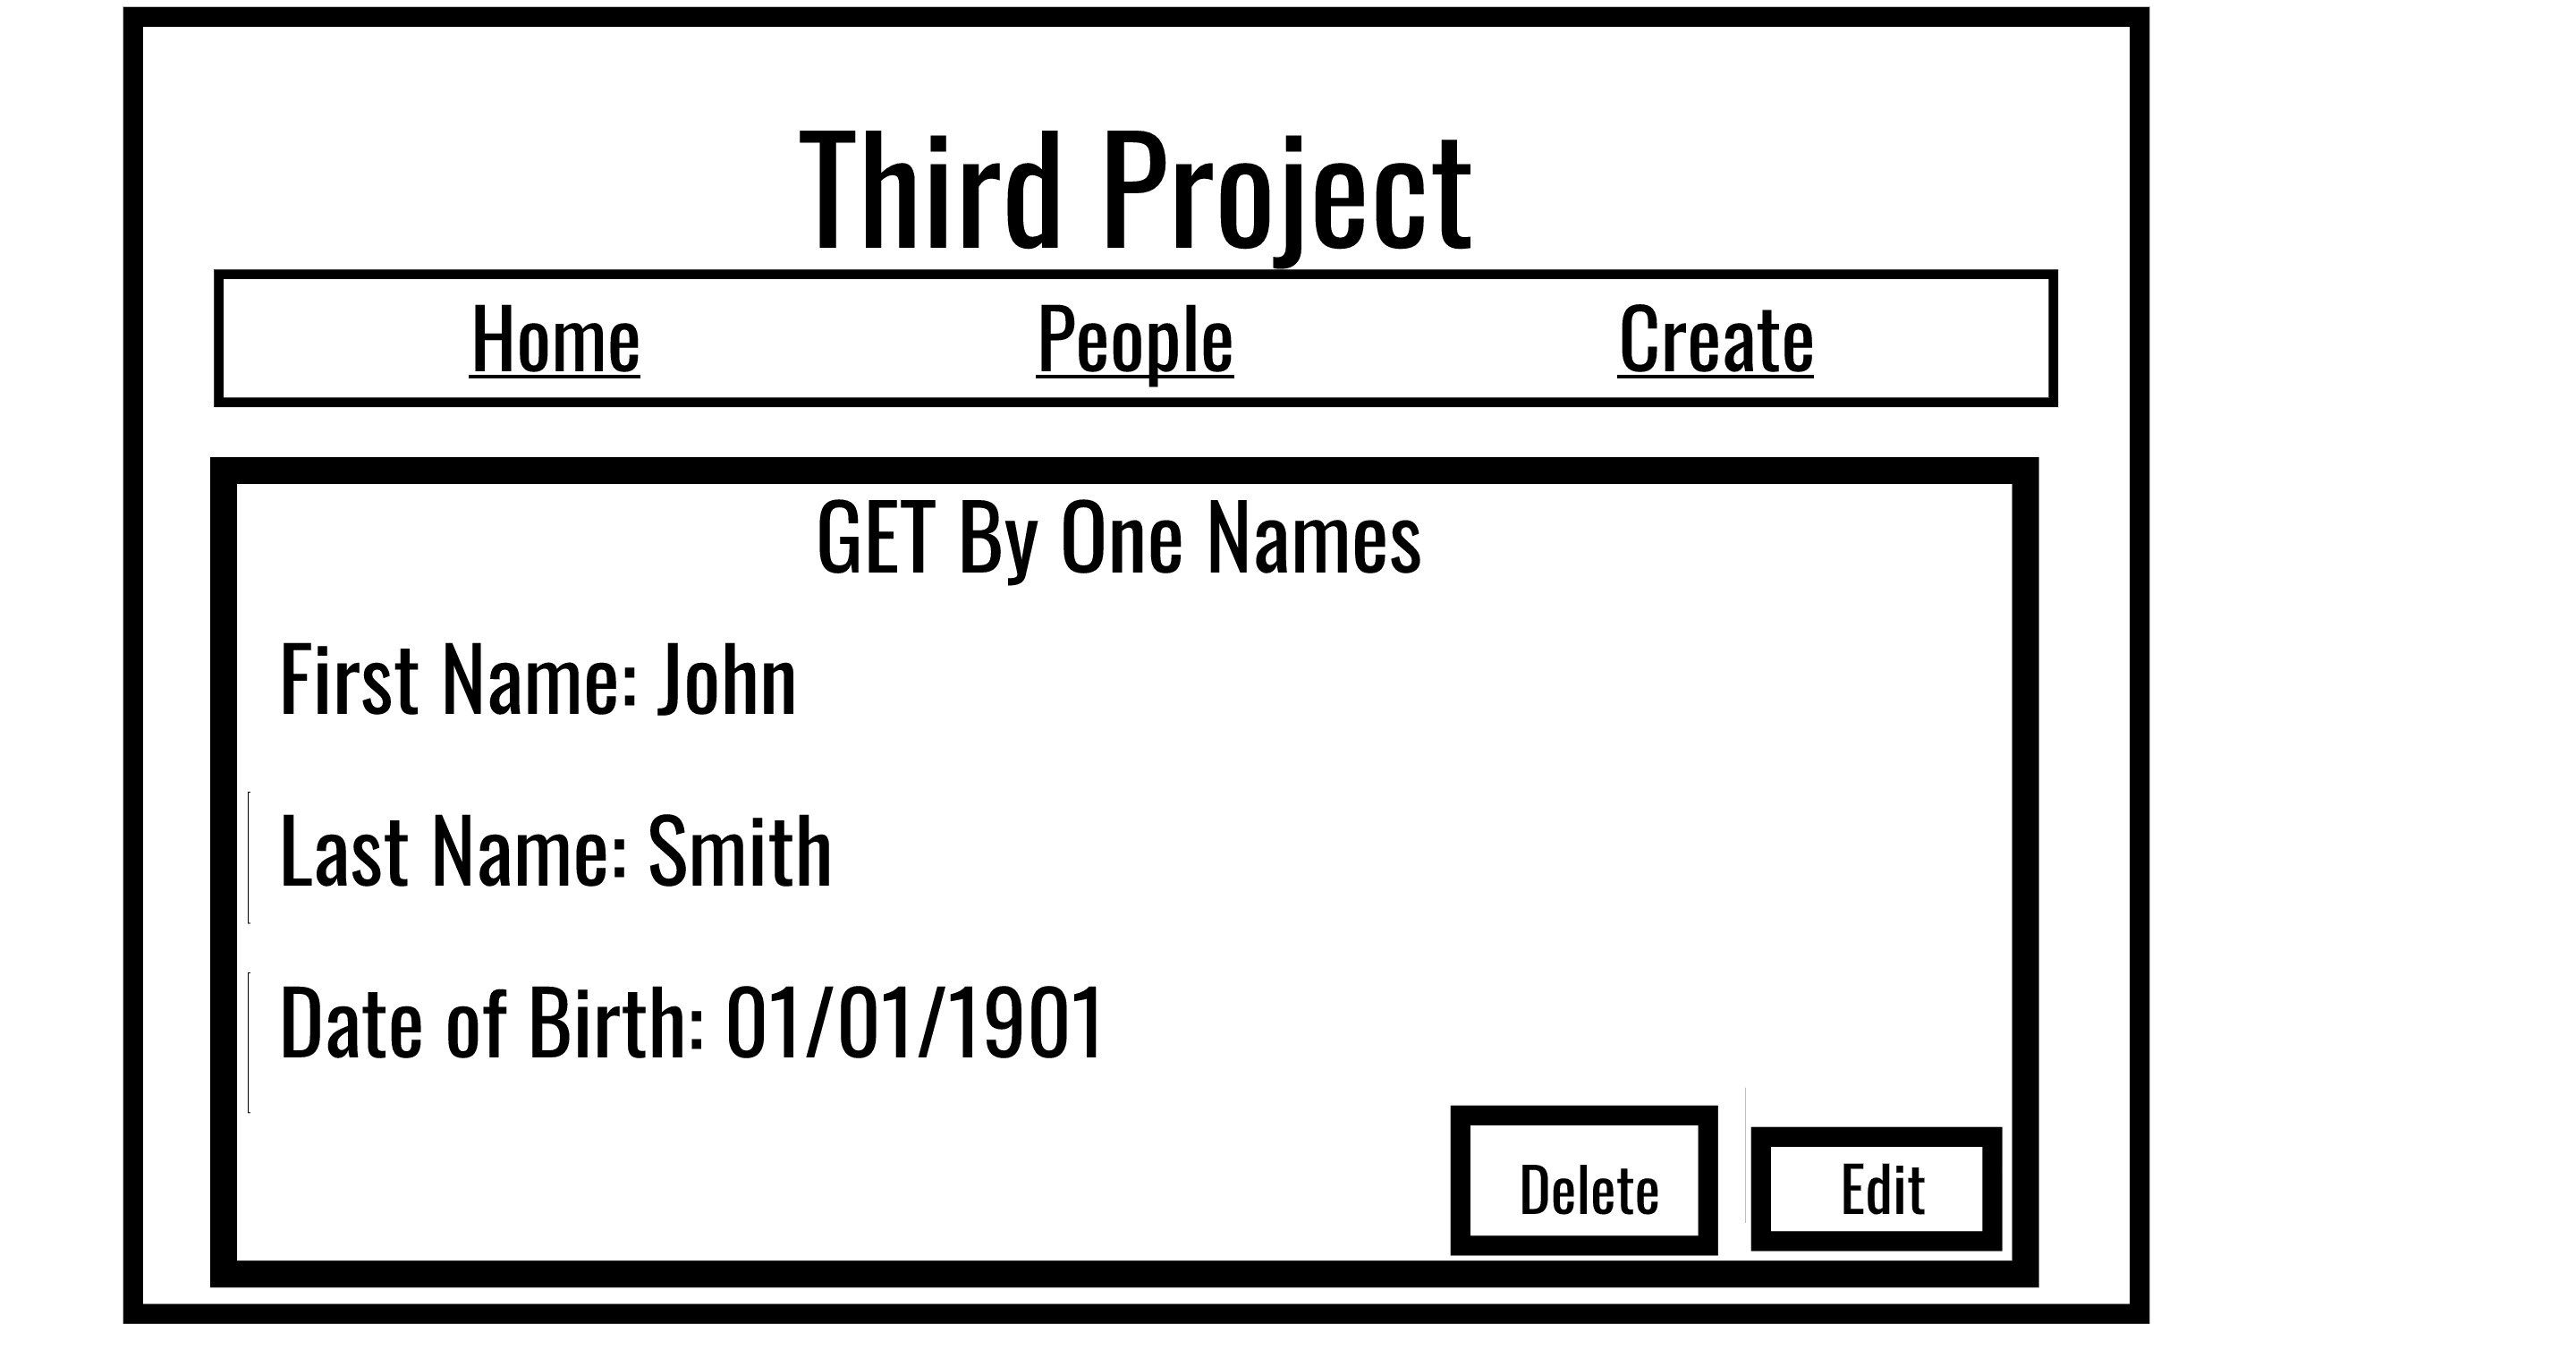 Third Project
Home People Create
GET By One Names
First Name: John
Last Name: Smith
Date of Birth: 01/01/1901
Delete Edit